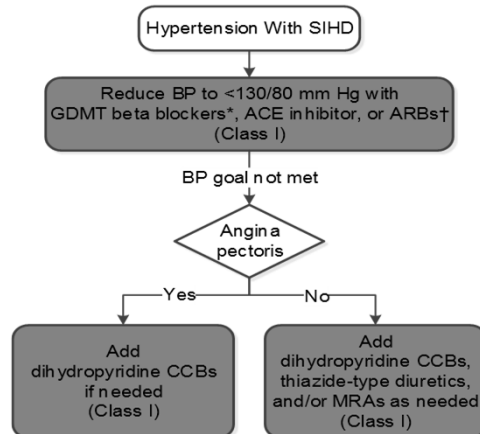 Hypertension With SIHD
Reduce BP to <130/80 mm Hg with
GDMT beta blockers*, ACE inhibitor, or ARBs†
(Class I)
BP goal not met
Angina
pectoris
Yes
No
Add
dihydropyridine CCBs
if needed
(Class I)
Add
dihydropyridine CCBs,
thiazide-type diuretics,
and/or MRAs as needed
(Class I)